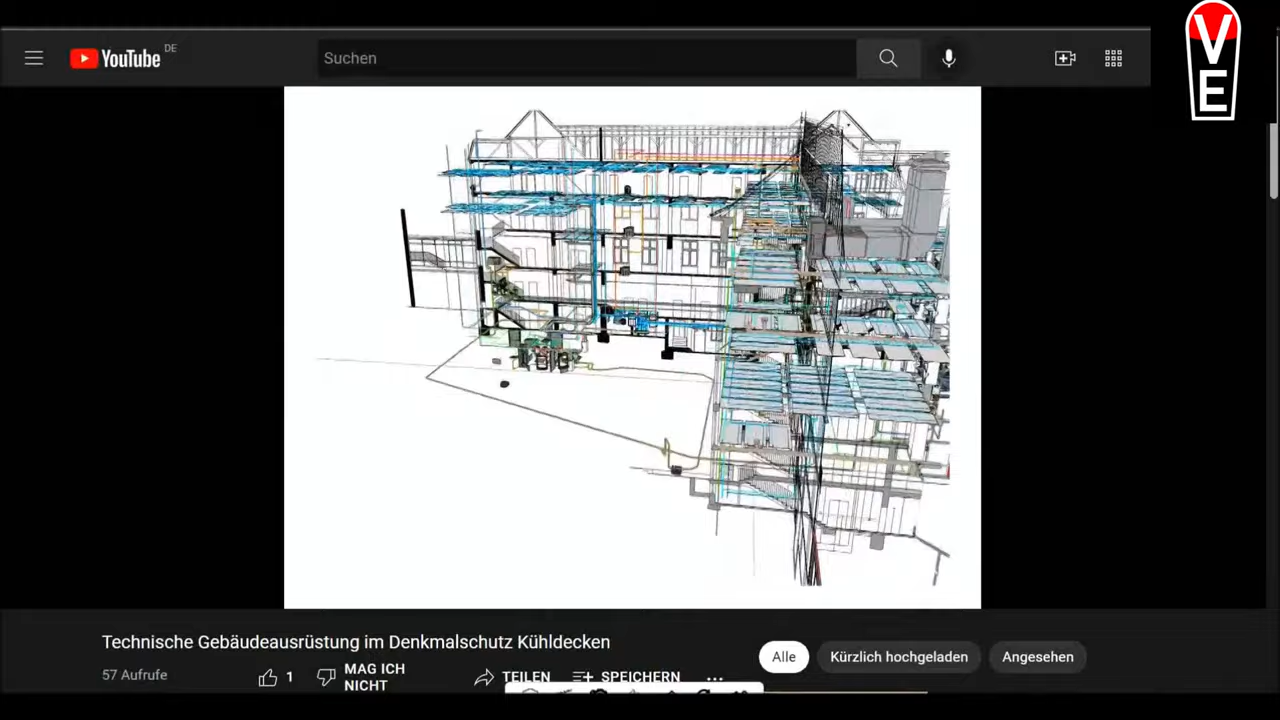 YouTube DE
Suchen
V
E
Technische Gebäudeausrüstung im Denkmalschutz Kühldecken
57 Aufrufe
1
MAG ICH
NICHT
TEILEN
SPEICHERN
Alle
Kürzlich hochgeladen
Angesehen